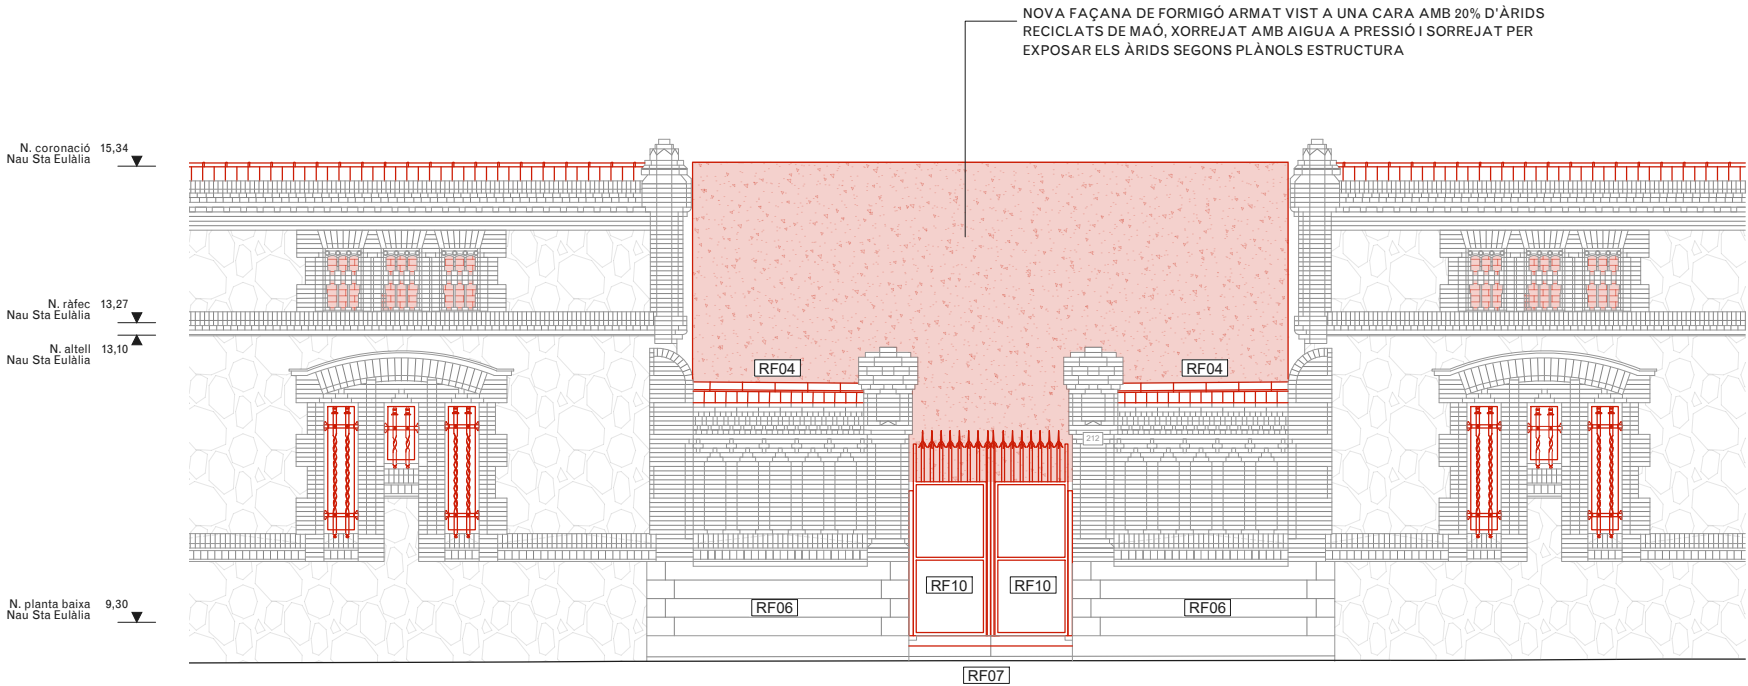 NOVA FAÇANA DE FORMIGÓ ARMAT VIST A UNA CARA AMB 20% D'ÀRIDS
RECICLATS DE MAÓ, XORREJAT AMB AIGUA A PRESSIÓ I SORREJAT PER
EXPOSAR ELS ÀRIDS SEGONS PLÀNOLS ESTRUCTURA
N. coronació 15,34
Nau Sta Eulàlia
N. ràfec 13,27
Nau Sta Eulàlia
N. altell 13,10
Nau Sta Eulàlia
RF04
RF04
212
RF10
RF10
N. planta baixa 9,30
Nau Sta Eulàlia
RF06
RF06
RF07